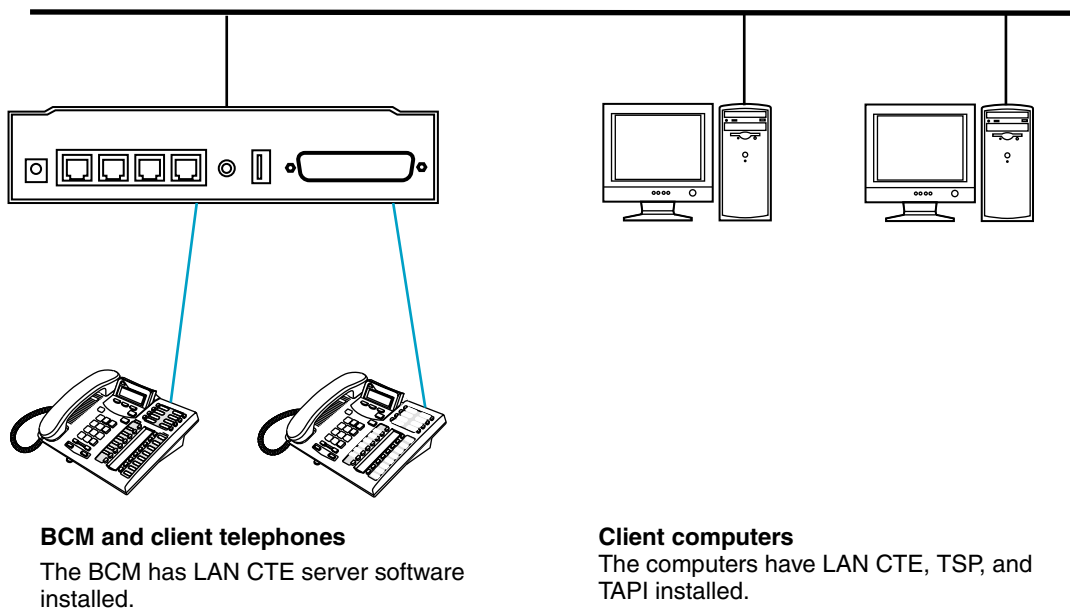 BCM and client telephones
The BCM has LAN CTE server software
installed.
Client computers
The computers have LAN CTE, TSP, and
TAPI installed.